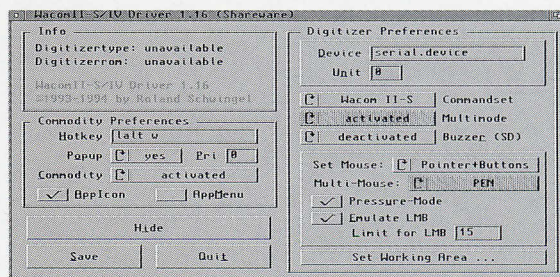 WacomII-S/IV Driver 1.16 (Shareware)
Info
Digitizertype: unavailable
Digitizerrom: unavailable
WacomII-S/IV Driver 1.16
©1993-1994 by Roland Schwingel
Commodity Preferences
Hotkey lalt w
Popup yes Pri 0
Commodity activated
AppIcon AppMenu
Hide
Save Quit
Digitizer Preferences
Device serial.device
Unit 0
Wacom II-S Commandset
activated Multimode
deactivated Buzzer (SD)
Set Mouse: Pointer+Buttons
Multi-Mouse: PEN
Pressure-Mode
Emulate LMB
Limit for LMB 15
Set Working Area ...